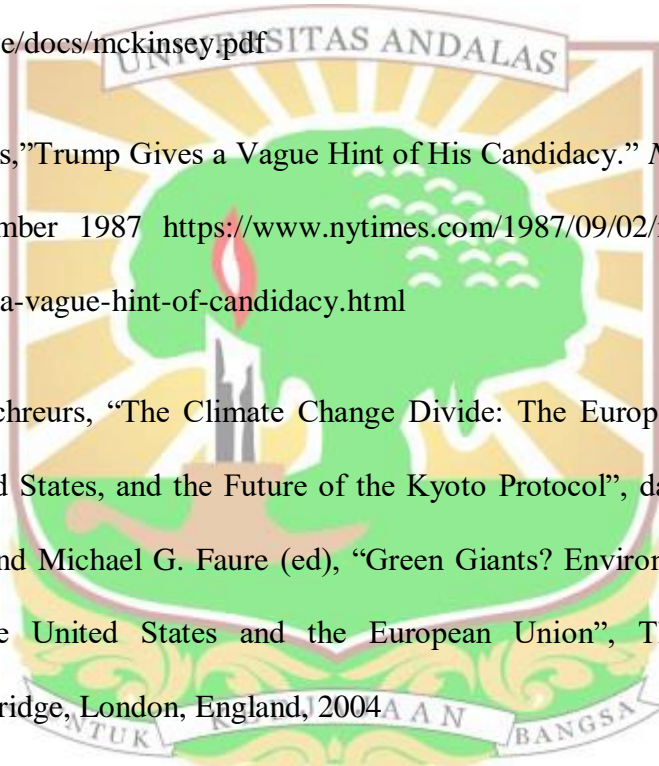 e/docs/mckinsey.pdf
UNIVERSITAS ANDALAS
s,”Trump Gives a Vague Hint of His Candidacy.”
mber 1987 https://www.nytimes.com/1987/09/02/
a-vague-hint-of-candidacy.html
chreurs, “The Climate Change Divide: The Europ
d States, and the Future of the Kyoto Protocol”, da
nd Michael G. Faure (ed), “Green Giants? Environ
e United States and the European Union”, T
ridge, London, England, 2004
NTUK KEDJAJAAN BANGSA